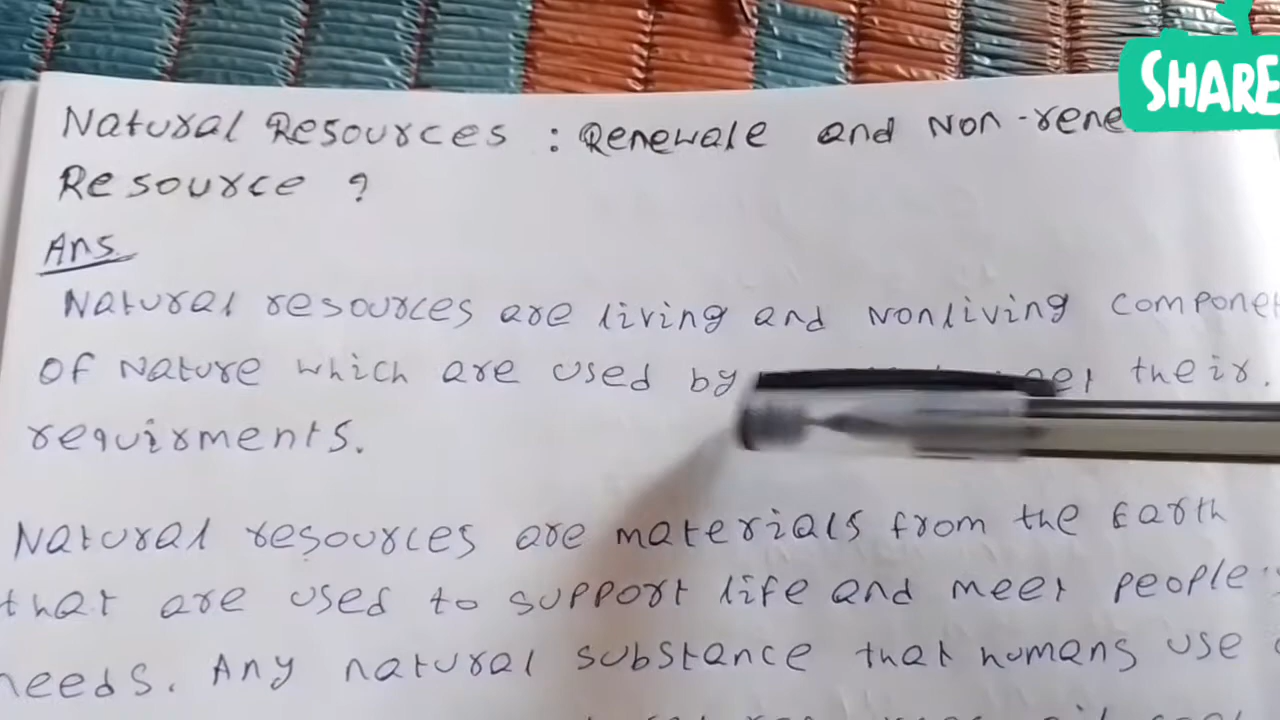 SHARE
Natural Resources : Renewale and Non-rene
Resource ?
Ans.
Natural resources are living and Nonliving compone
of Nature which are used by their.
requirments.
Natural resources are materials from the Earth
that are used to support life and meet people
needs. Any natural substance that humans use